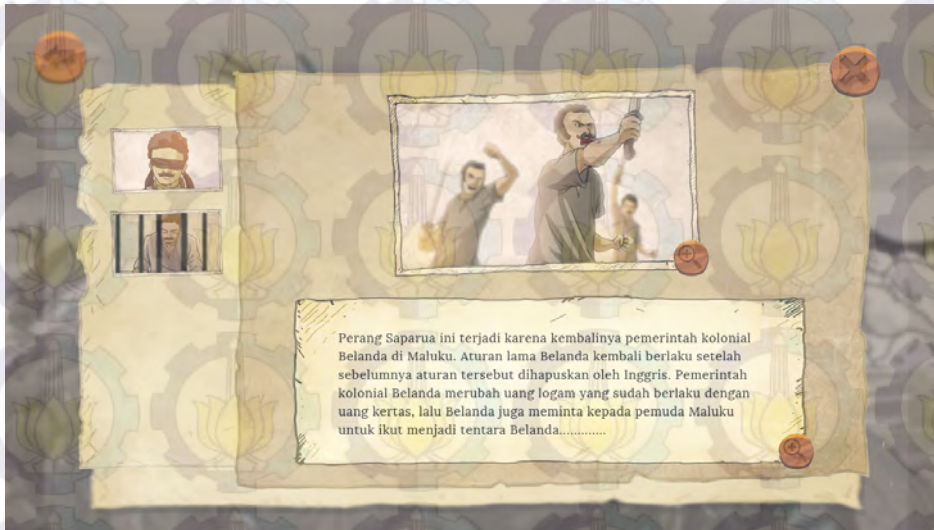 Perang Saparua ini terjadi karena kembalinya pemerintah kolonial
Belanda di Maluku. Aturan lama Belanda kembali berlaku setelah
sebelumnya aturan tersebut dihapuskan oleh Inggris. Pemerintah
kolonial Belanda merubah uang logam yang sudah berlaku dengan
uang kertas, lalu Belanda juga meminta kepada pemuda Maluku
untuk ikut menjadi tentara Belanda............